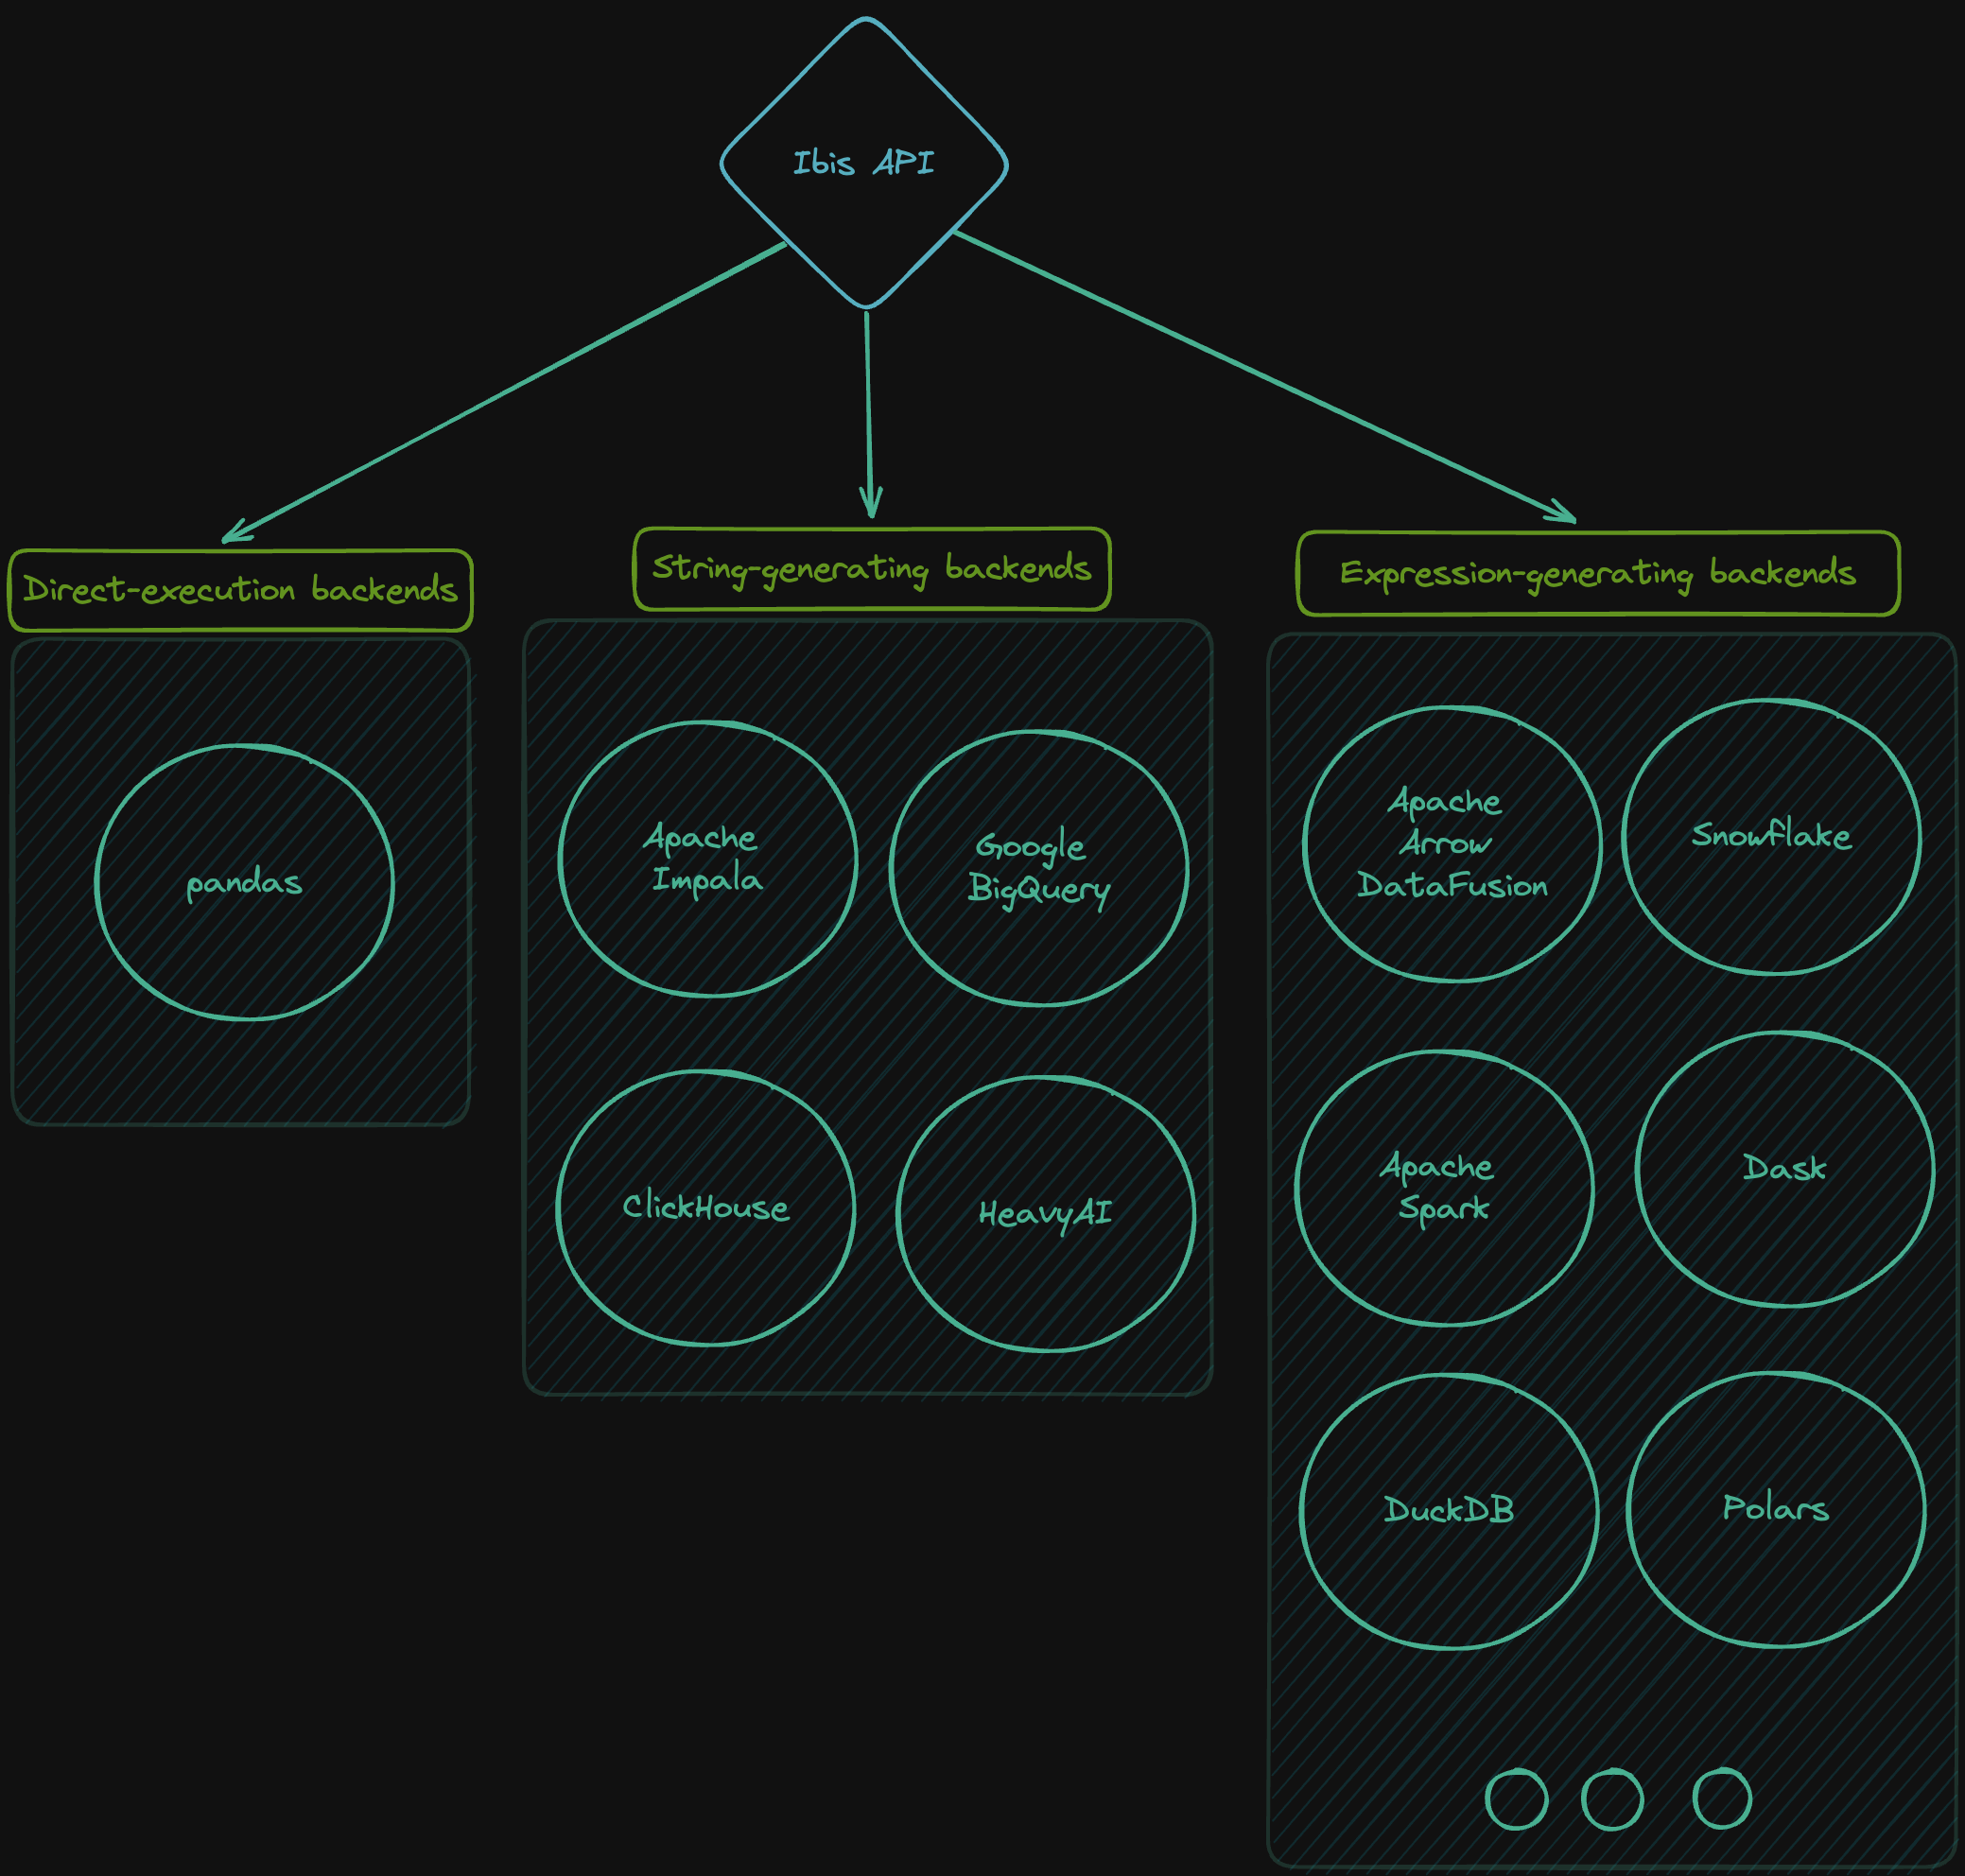 Ibis API
Direct-execution backends
pandas
String-generating backends
Apache
Impala
Google
BigQuery
ClickHouse
HeavyAI
Expression-generating backends
Apache
Arrow
DataFusion
Snowflake
Apache
Spark
Dask
DuckDB
Polars